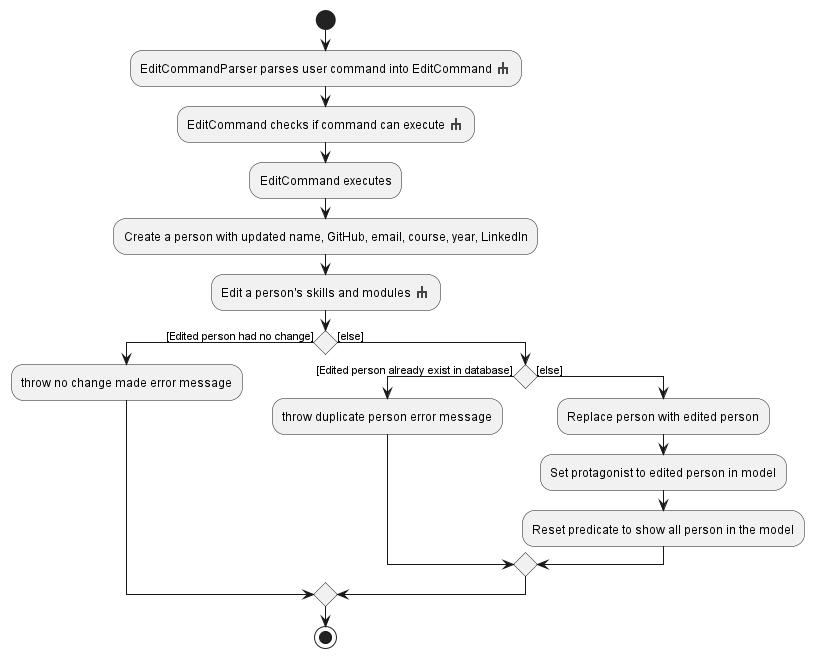 EditCommandParser parses user command into EditCommand
EditCommand checks if command can execute
EditCommand executes
Create a person with updated name, GitHub, email, course, year, LinkedIn
Edit a person's skills and modules
[Edited person had no change]
[else]
throw no change made error message
[Edited person already exist in database]
[else]
throw duplicate person error message
Replace person with edited person
Set protagonist to edited person in model
Reset predicate to show all person in the model